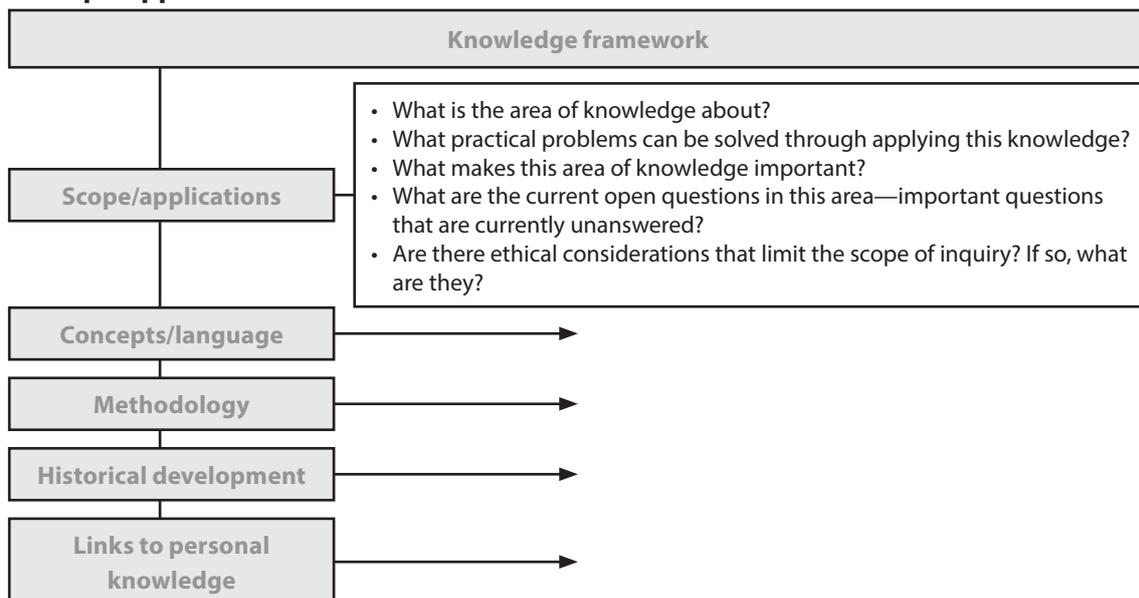 Knowledge framework
• What is the area of knowledge about?
• What practical problems can be solved through applying this knowledge?
• What makes this area of knowledge important?
• What are the current open questions in this area—important questions
that are currently unanswered?
• Are there ethical considerations that limit the scope of inquiry? If so, what
are they?
Scope/applications
Concepts/language
Methodology
Historical development
Links to personal
knowledge